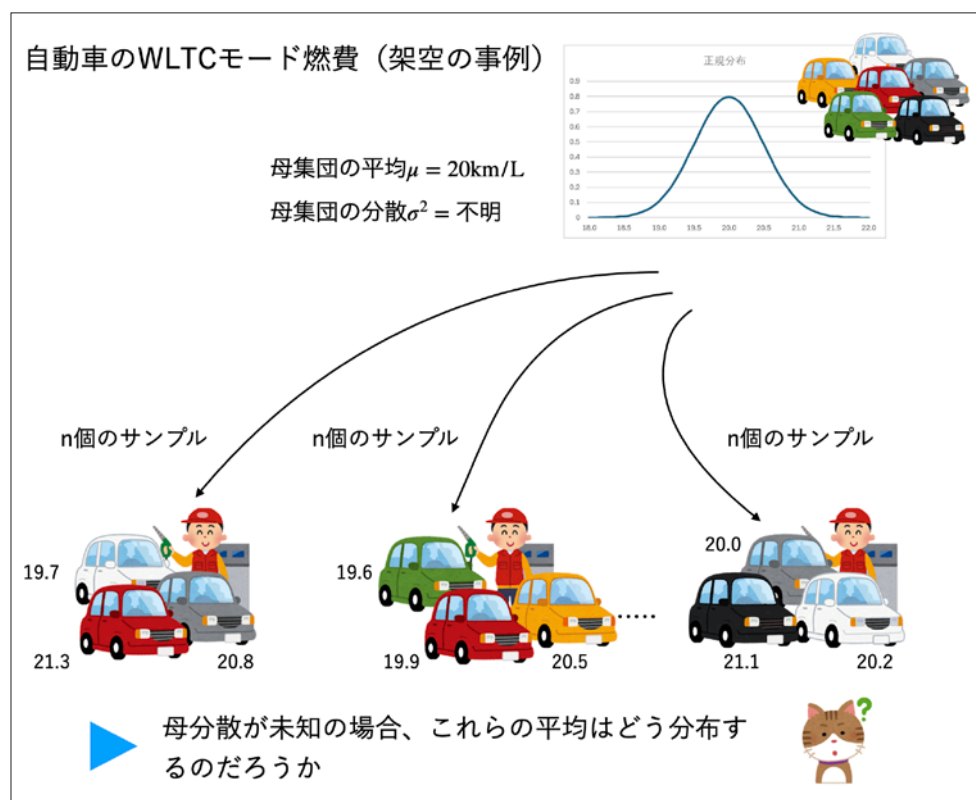 自動車のWLTCモード燃費（架空の事例）
正規分布
0.9
0.8
0.7
0.6
0.5
0.4
0.3
0.2
0.1
0
18.0 18.5 19.0 19.5 20.0 20.5 21.0 21.5 22.0
母集団の平均μ = 20km/L
母集団の分散σ² = 不明
n個のサンプル
n個のサンプル
n個のサンプル
19.7
21.3
20.8
19.6
19.9
20.5
.....
20.0
21.1
20.2
母分散が未知の場合、これらの平均はどう分布す
るのだろうか
?